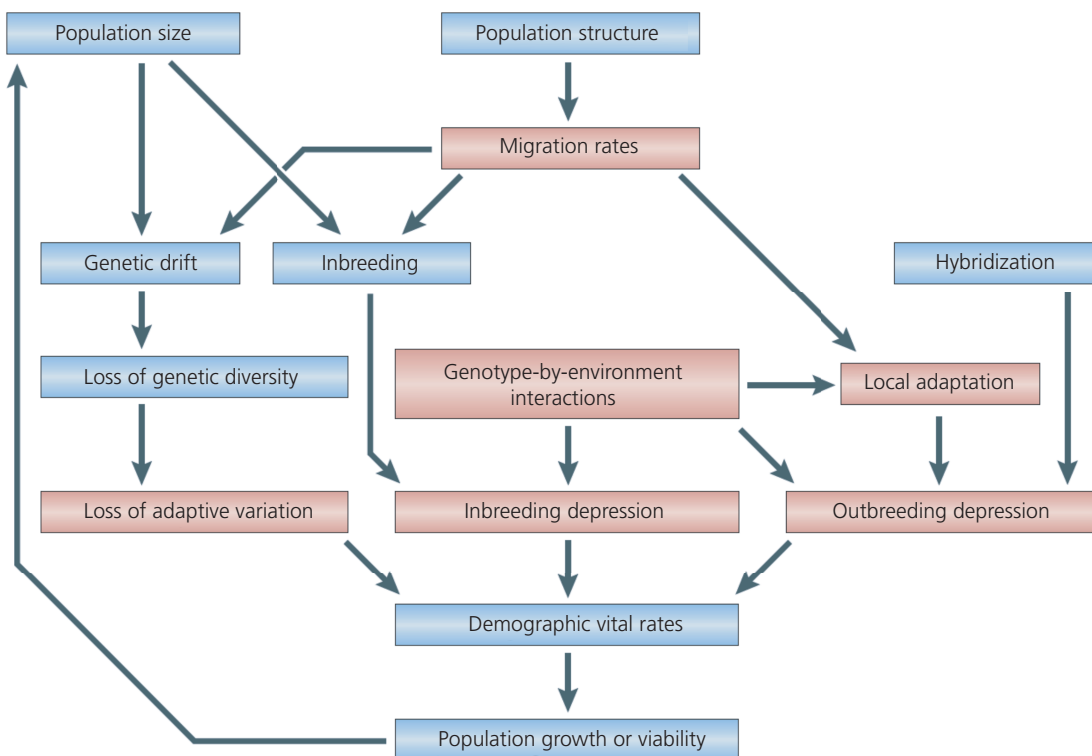 Population size
Population structure
Migration rates
Genetic drift
Inbreeding
Hybridization
Loss of genetic diversity
Genotype-by-environment
interactions
Local adaptation
Loss of adaptive variation
Inbreeding depression
Outbreeding depression
Demographic vital rates
Population growth or viability